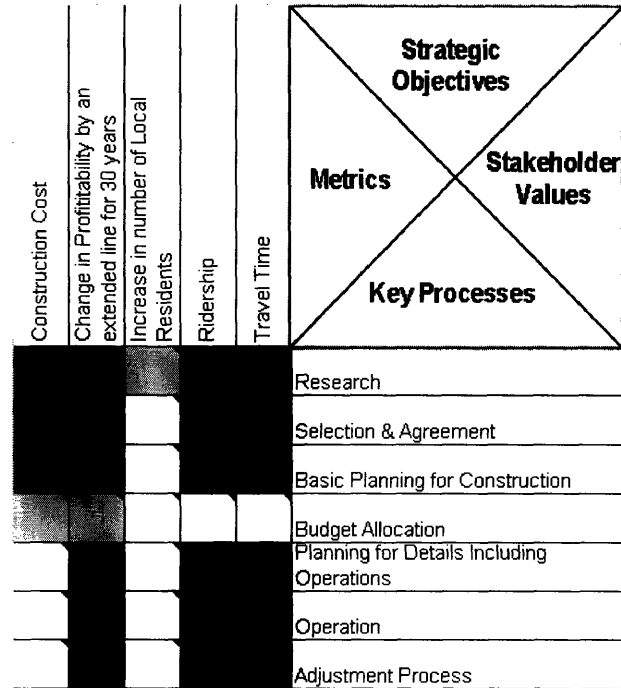 Construction Cost
Change in Profititability by an
extended line for 30 years
Increase in number of Local
Residents
Ridership
Travel Time
Strategic
Objectives
Metrics
Stakeholder
Values
Key Processes
Research
Selection & Agreement
Basic Planning for Construction
Budget Allocation
Planning for Details Including
Operations
Operation
Adjustment Process